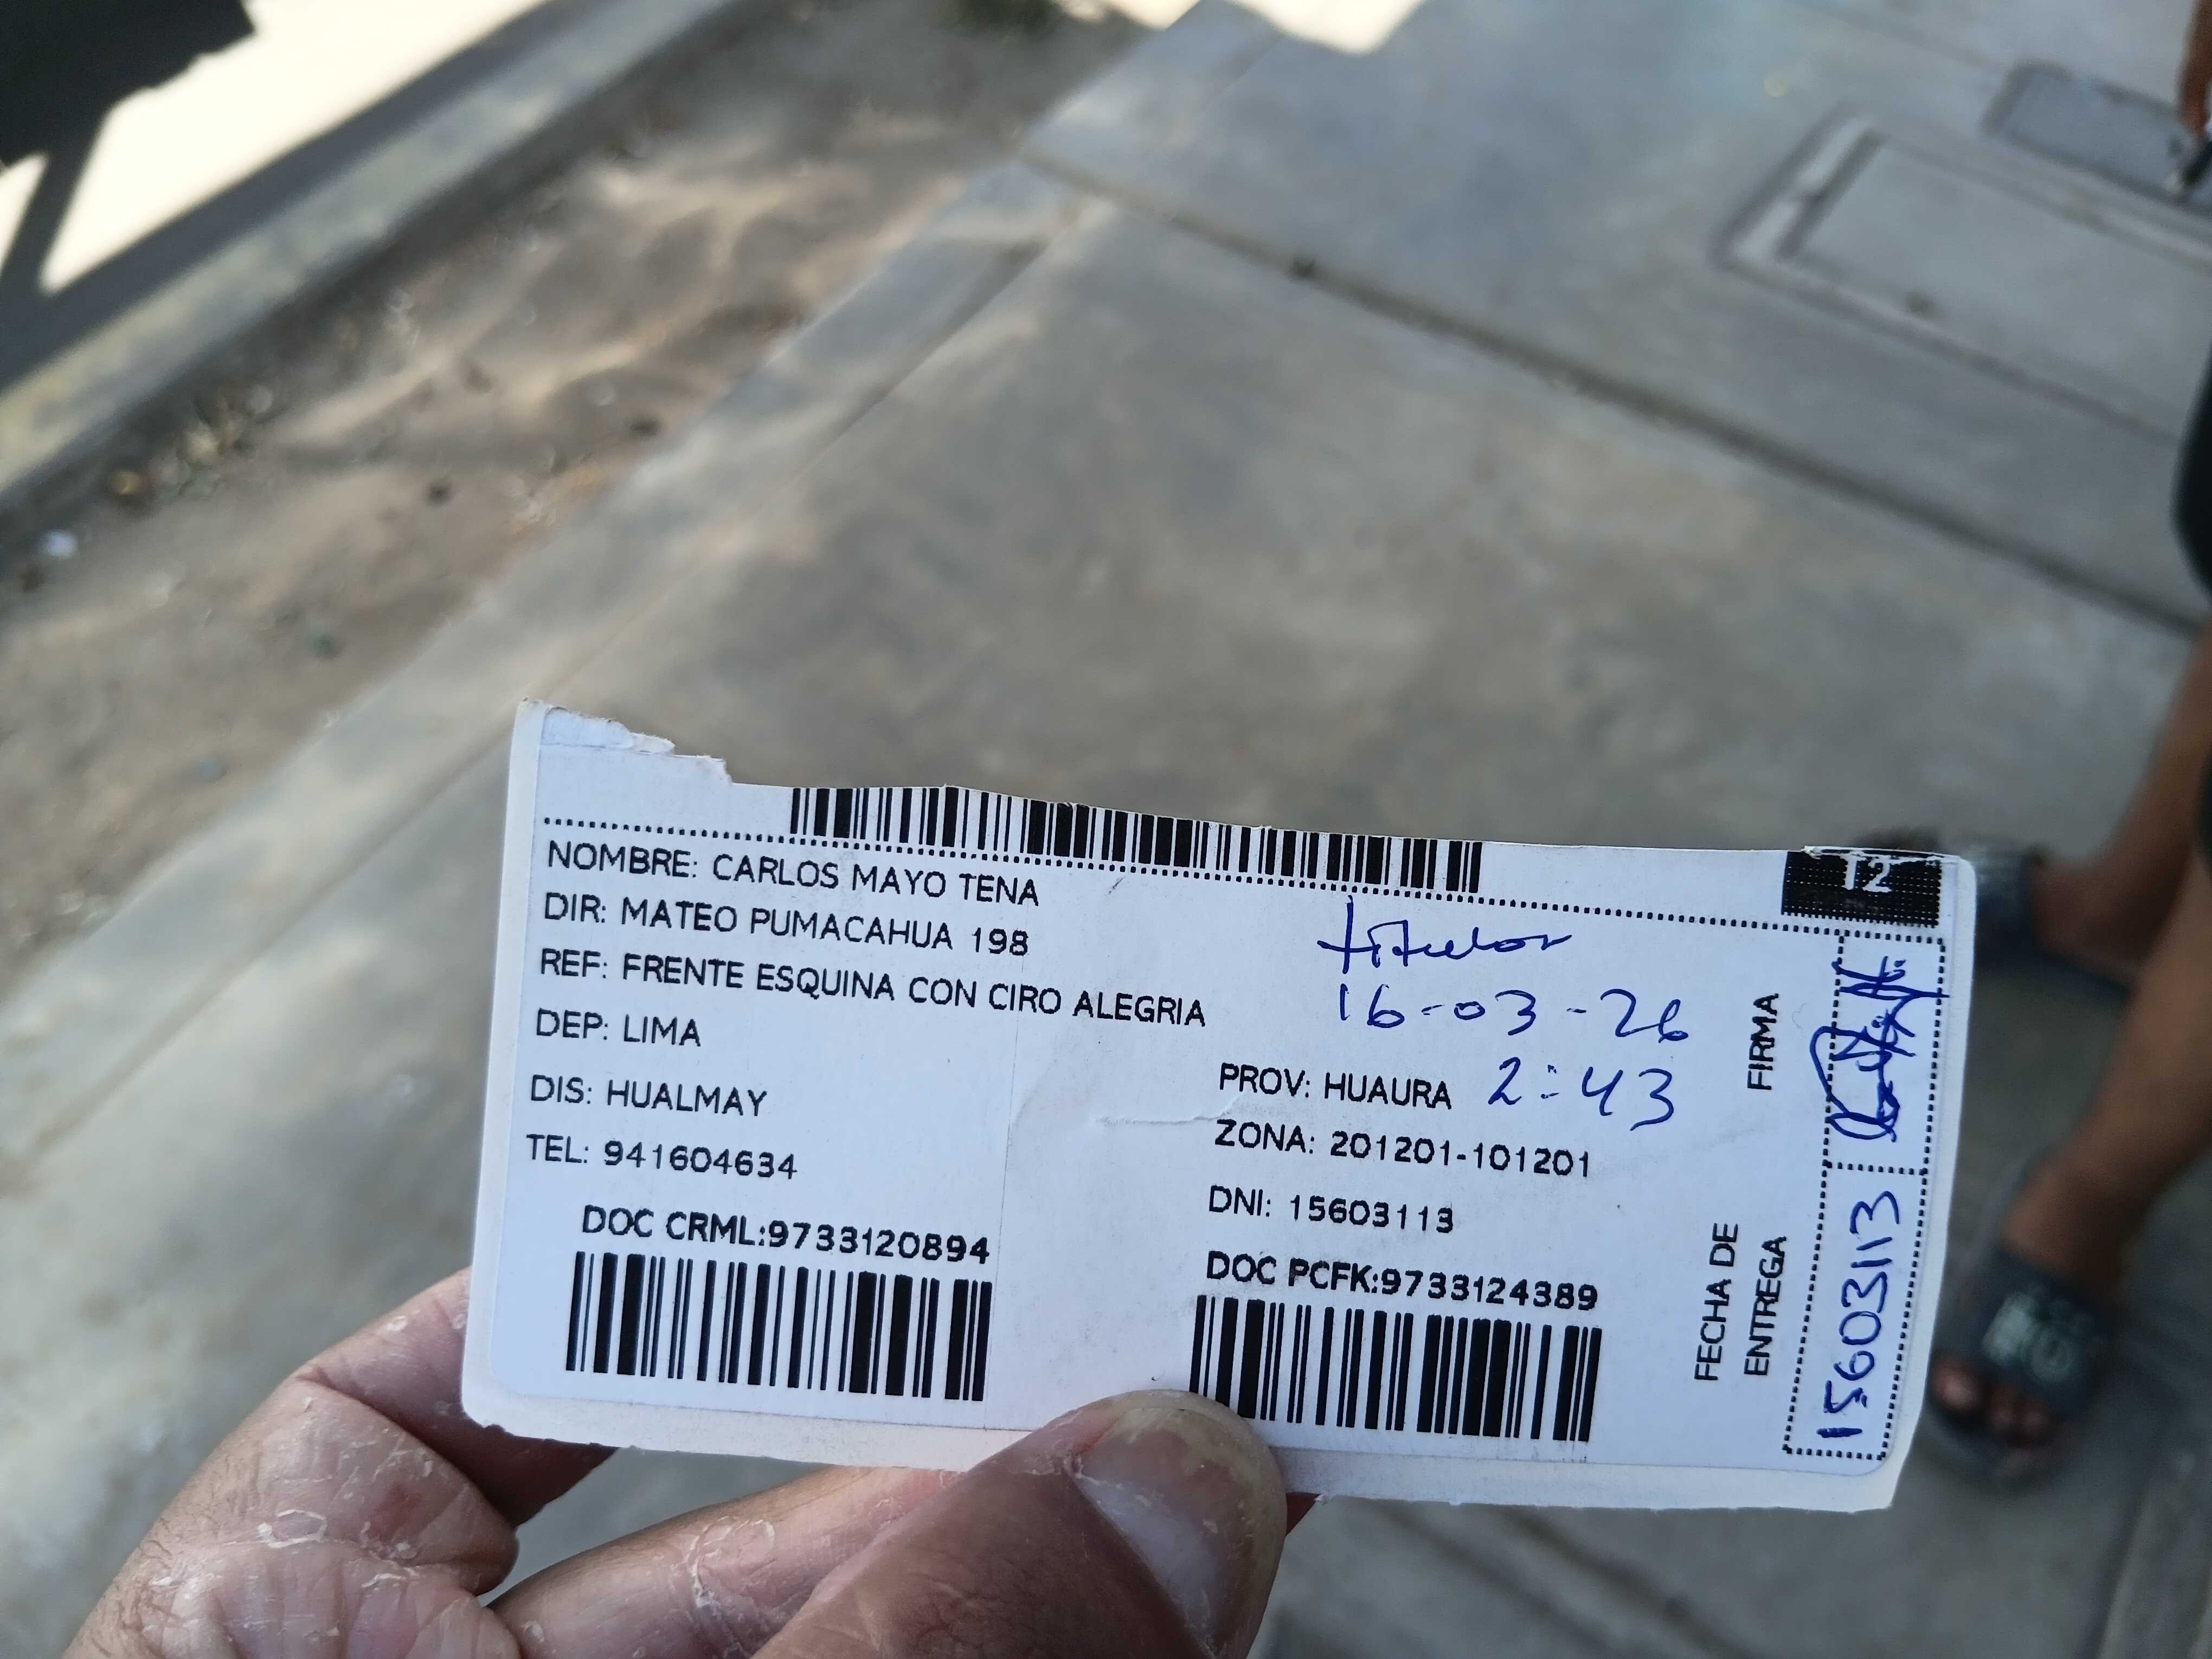 T2
NOMBRE: CARLOS MAYO TENA
DIR: MATEO PUMACAHUA 198
REF: FRENTE ESQUINA CON CIRO ALEGRIA
DEP: LIMA
DIS: HUALMAY
TEL: 941604634
titular
16-03-26
2:43
PROV: HUAURA
ZONA: 201201-101201
DNI: 15603113
DOC CRML:9733120894
DOC PCFK:9733124389
FIRMA
FECHA DE
ENTREGA
15603113